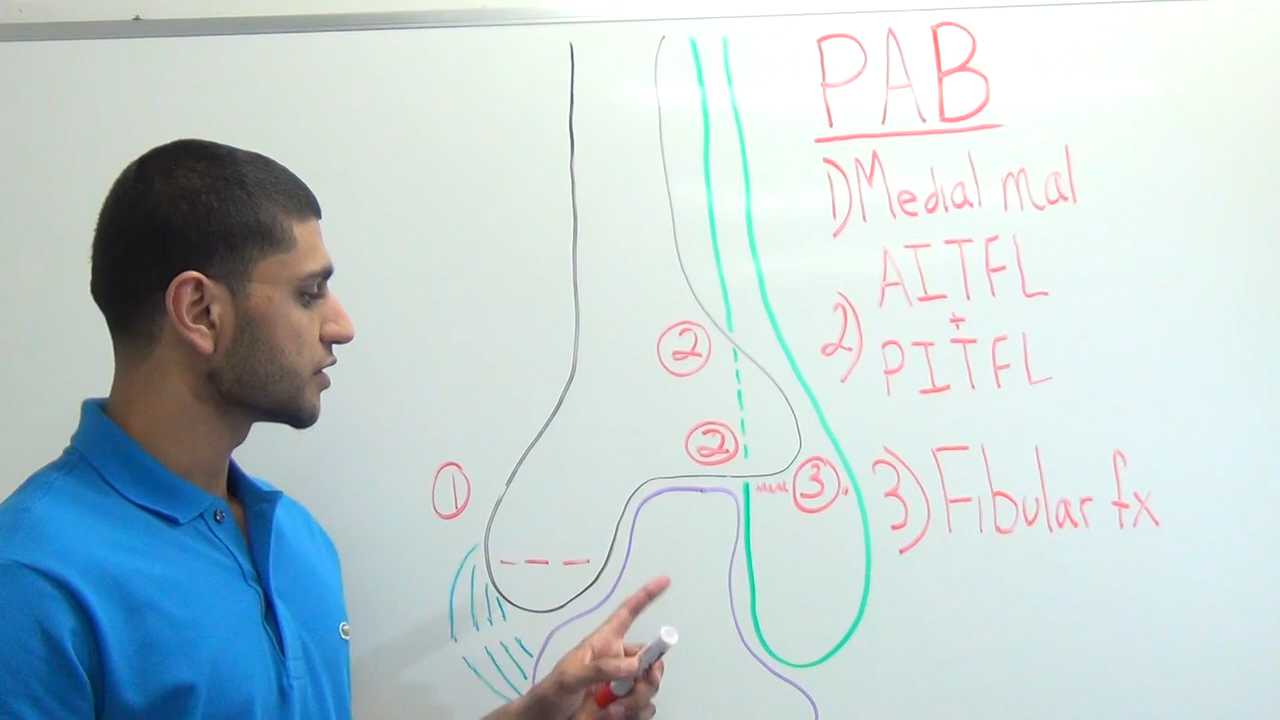 PAB
1) Medial mal
AITFL
2) +
PITFL
3) Fibular fx
2
2
3
1